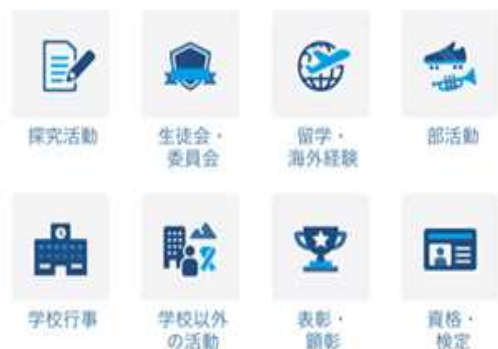 探究活動
生徒会・
委員会
留学・
海外経験
部活動
学校行事
学校以外
の活動
表彰・
顕彰
資格・
検定